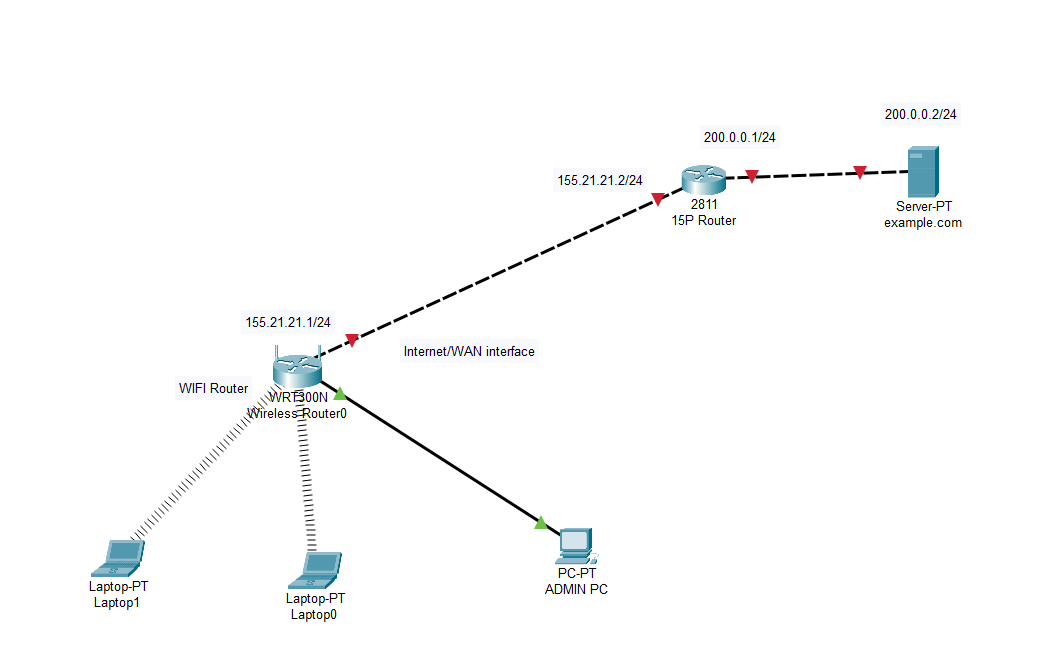 200.0.0.2/24
200.0.0.1/24
155.21.21.2/24
2811
15P Router
Server-PT
example.com
155.21.21.1/24
Internet/WAN interface
WIFI Router
WRT300N
Wireless Router0
PC-PT
ADMIN PC
Laptop-PT
Laptop1
Laptop-PT
Laptop0